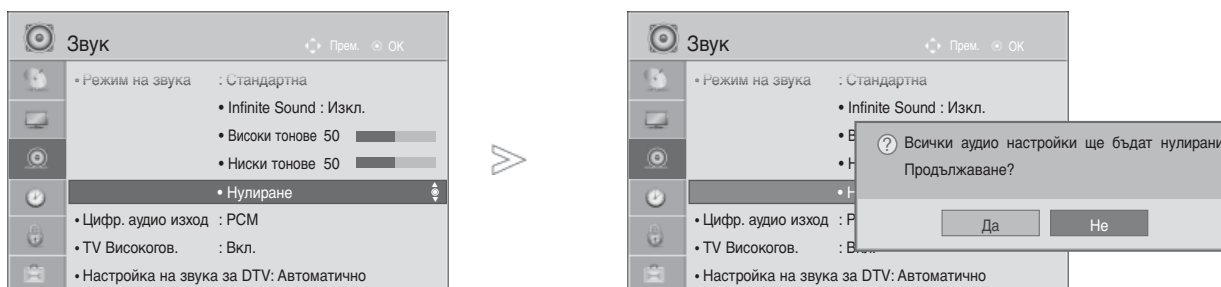 Звук Прем. OK
• Режим на звука : Стандартна
• Infinite Sound : Изкл.
• Високи тонове 50
• Ниски тонове 50
• Нулиране
• Цифр. аудио изход : PCM
• TV Високогов. : Вкл.
• Настройка на звука за DTV: Автоматично
Звук Прем. OK
• Режим на звука : Стандартна
• Infinite Sound : Изкл.
• В
• Н
• Н
• Цифр. аудио изход : P
• TV Високогов. : Вкл.
• Настройка на звука за DTV: Автоматично
? Всички аудио настройки ще бъдат нулирани
Продължаване?
Да Не